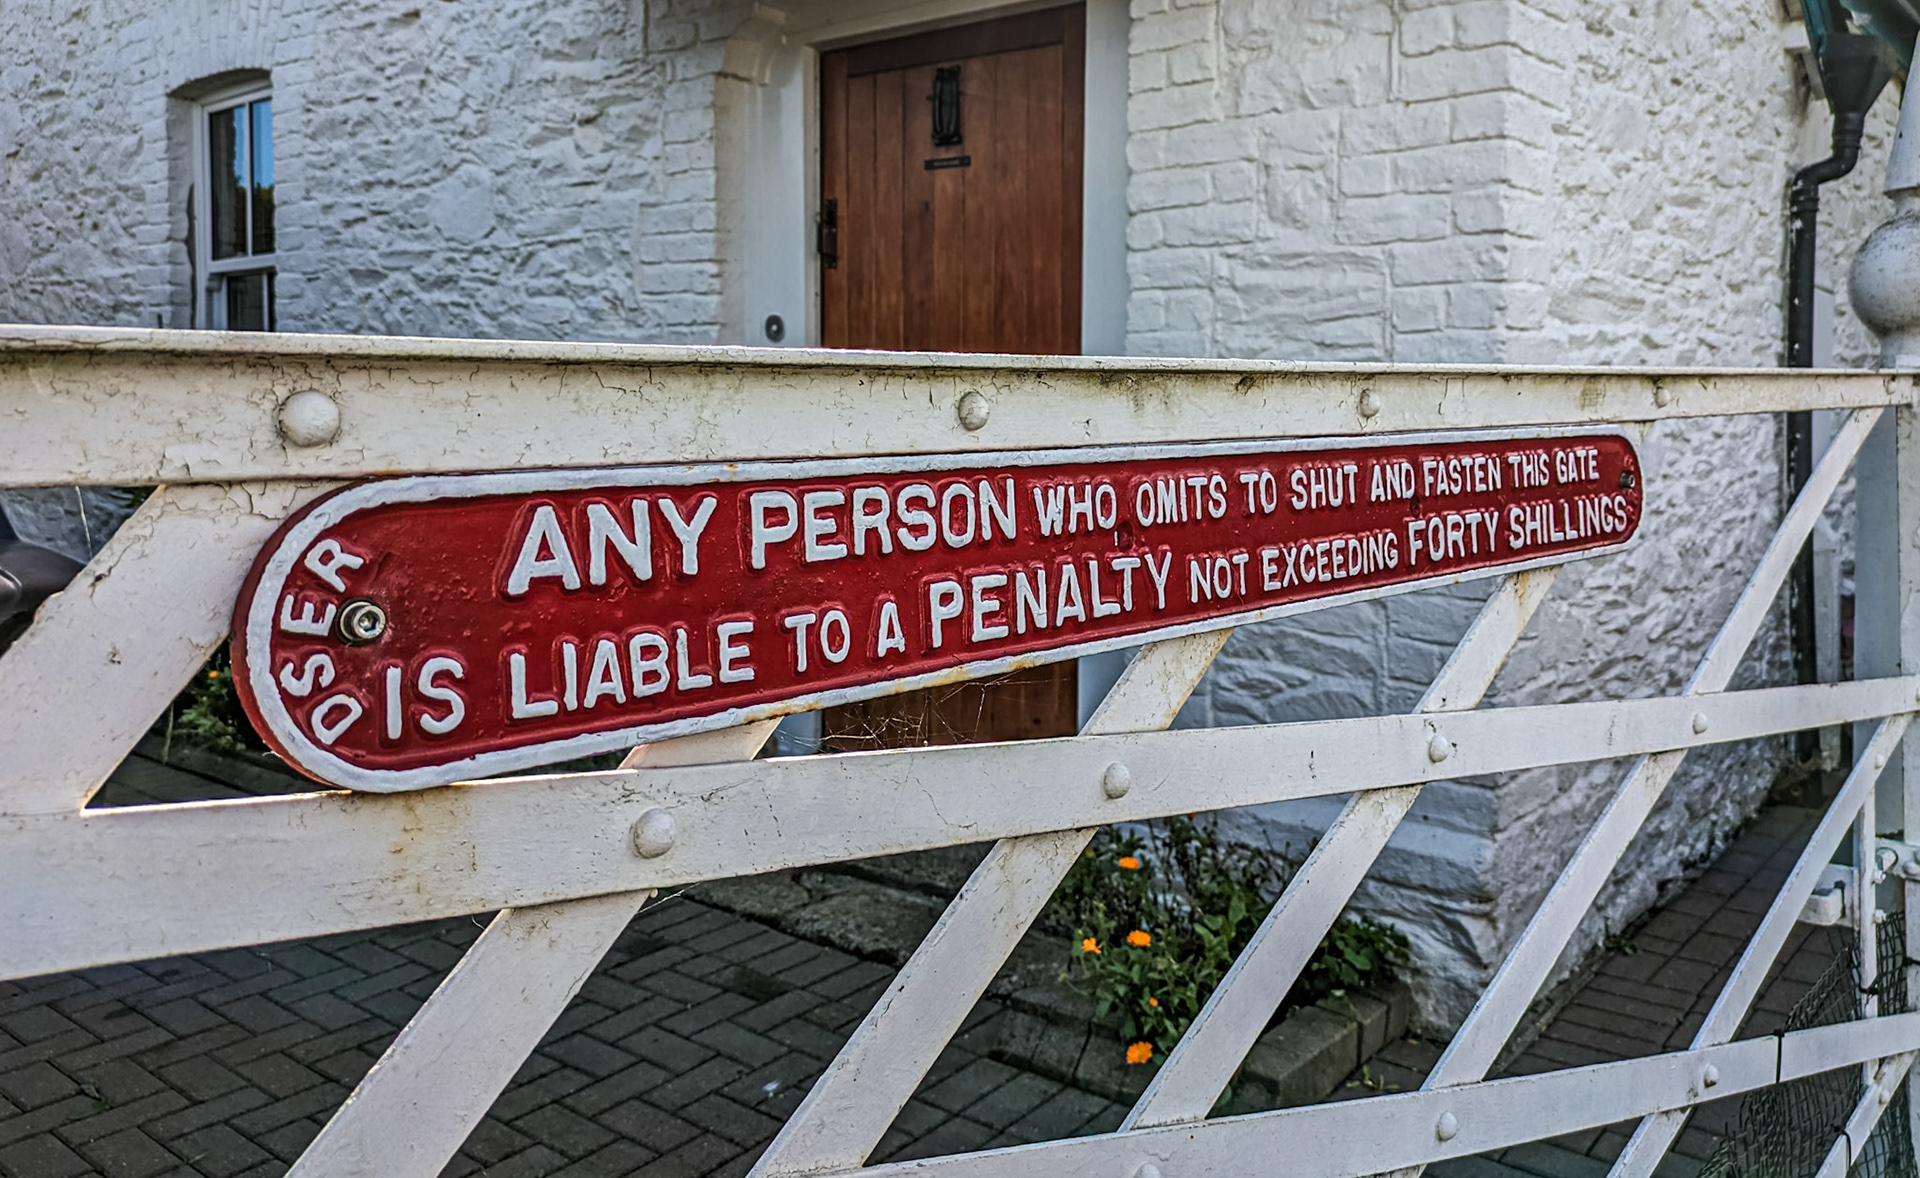 DSER
ANY PERSON WHO OMITS TO SHUT AND FASTEN THIS GATE
IS LIABLE TO A PENALTY NOT EXCEEDING FORTY SHILLINGS